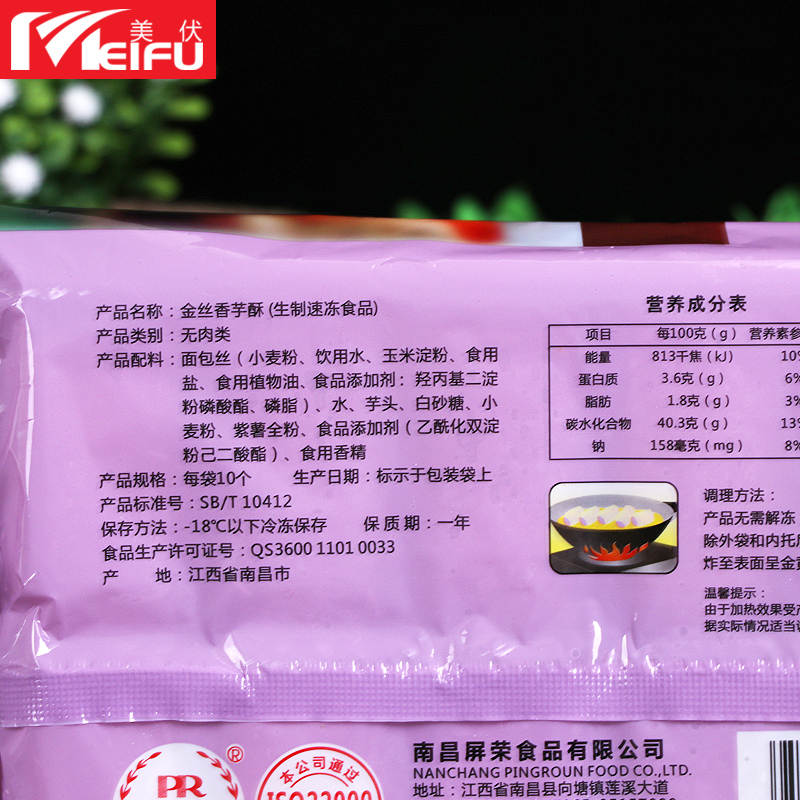 美伏
MEIFU
产品名称：金丝香芋酥 (生制速冻食品)
产品类别：无肉类
产品配料：面包丝（小麦粉、饮用水、玉米淀粉、食用
盐、食用植物油、食品添加剂：羟丙基二淀
粉磷酸酯、磷脂）、水、芋头、白砂糖、小
麦粉、紫薯全粉、食品添加剂（乙酰化双淀
粉己二酸酯）、食用香精
产品规格：每袋10个 生产日期：标示于包装袋上
产品标准号：SB/T 10412
保存方法：-18℃以下冷冻保存 保质期：一年
食品生产许可证号：QS3600 1101 0033
产 地：江西省南昌市
营养成分表
项目 每100克（g） 营养素参
能量 813千焦（kJ） 10%
蛋白质 3.6克（g） 6%
脂肪 1.8克（g） 3%
碳水化合物 40.3克（g） 13%
钠 158毫克（mg） 8%
调理方法：
产品无需解冻
除外袋和内托
炸至表面呈金
温馨提示：
由于加热效果受
据实际情况适当
PR
®
本公司通过
ISO22000
南昌屏荣食品有限公司
NANCHANG PINGROUN FOOD CO.,LTD.
地址：江西省南昌县向塘镇莲溪大道